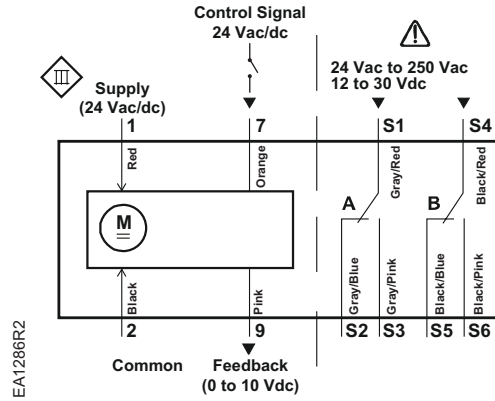 Control Signal
24 Vac/dc
III
Supply
(24 Vac/dc)
24 Vac to 250 Vac
12 to 30 Vdc
1
7
S1
S4
Red
Orange
Gray/Red
Black/Red
A
B
M
Black
Pink
Gray/Blue
Gray/Pink
Black/Blue
Black/Pink
2
9
S2
S3
S5
S6
Common
Feedback
(0 to 10 Vdc)
EA1286R2